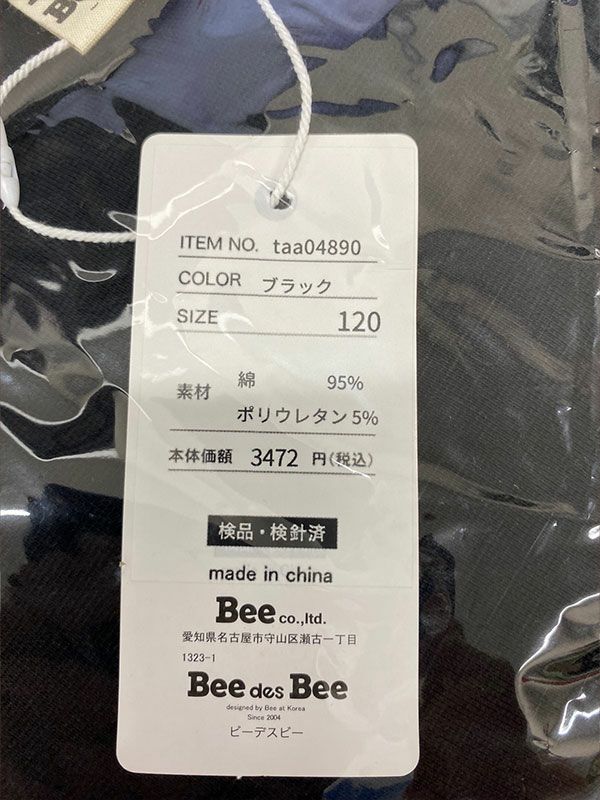 Be
ITEM NO. taa04890
COLOR ブラック
SIZE 120
素材 綿 95%
ポリウレタン 5%
本体価額 3472 円(税込)
検品・検針済
made in china
Bee co.,ltd.
愛知県名古屋市守山区瀬古一丁目
1323-1
Bee des Bee
designed by Bee at Korea
Since 2004
ビーデスビー